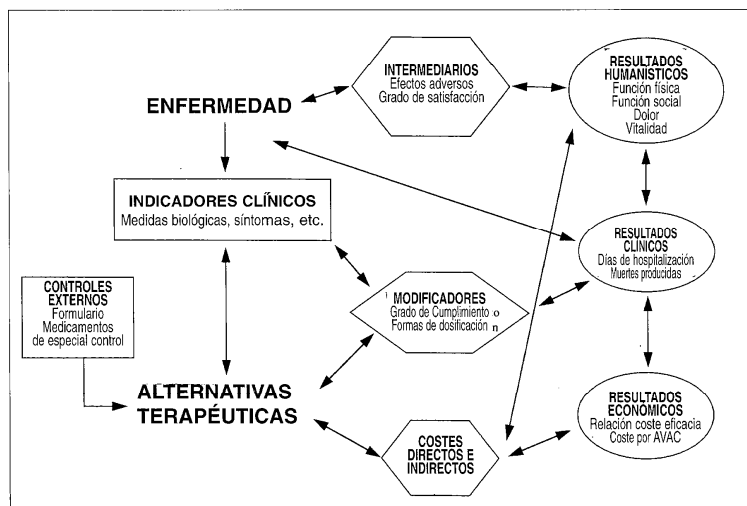 INTERMEDIARIOS
Efectos adversos
Grado de satisfacción
RESULTADOS
HUMANÍSTICOS
Función física
Función social
Dolor
Vitalidad
ENFERMEDAD
INDICADORES CLÍNICOS
Medidas biológicas, síntomas, etc.
RESULTADOS
CLÍNICOS
Días de hospitalización
Muertes producidas
CONTROLES
EXTERNOS
Formulario
Medicamentos
de especial control
MODIFICADORES
Grado de Cumplimiento o
Formas de dosificación n
ALTERNATIVAS
TERAPÉUTICAS
COSTES
DIRECTOS E
INDIRECTOS
RESULTADOS
ECONÓMICOS
Relación coste eficacia
Coste por AVAC